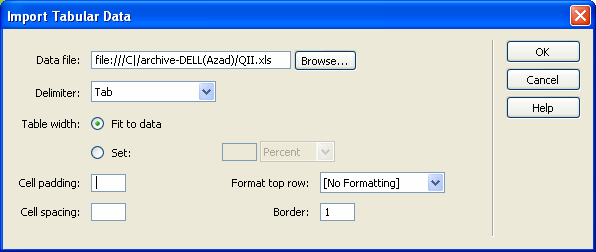 Import Tabular Data
Data file: file:///C|/archive-DELL(Azad)/QII.xls Browse... OK
Delimiter: Tab Cancel
Help
Table width: Fit to data
Set: Percent
Cell padding: Format top row: [No Formatting]
Cell spacing: Border: 1